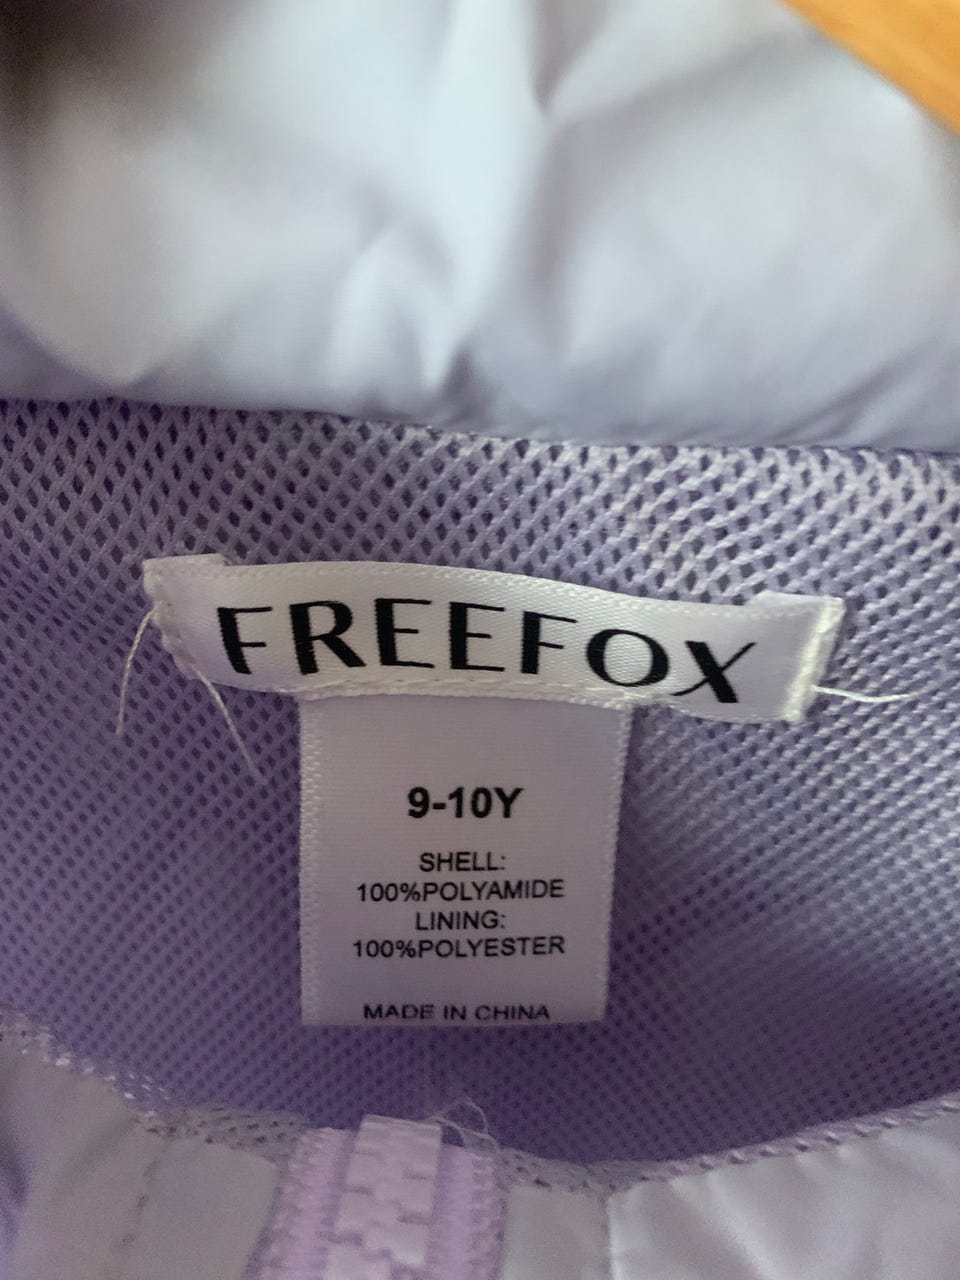 FREEFOX
9-10Y
SHELL:
100%POLYAMIDE
LINING:
100%POLYESTER
MADE IN CHINA